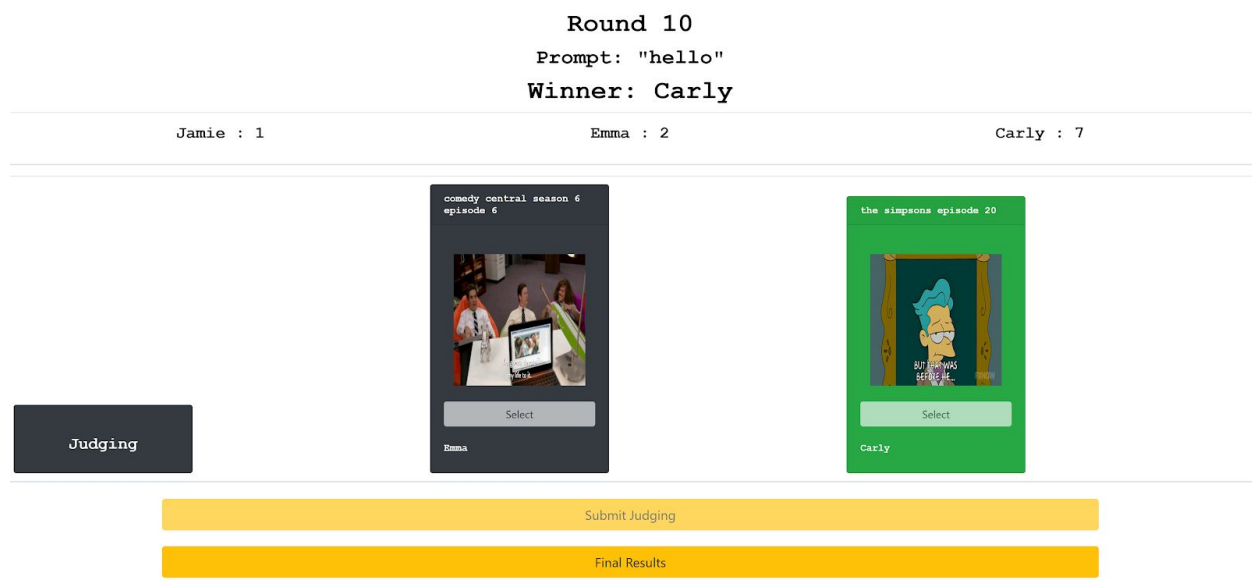 Round 10
Prompt: "hello"
Winner: Carly
Jamie : 1
Emma : 2
Carly : 7
Judging
comedy central season 6
episode 6
Select
Emma
the simpsons episode 20
BUT THAT WAS
BEFORE HE...
Select
Carly
Submit Judging
Final Results